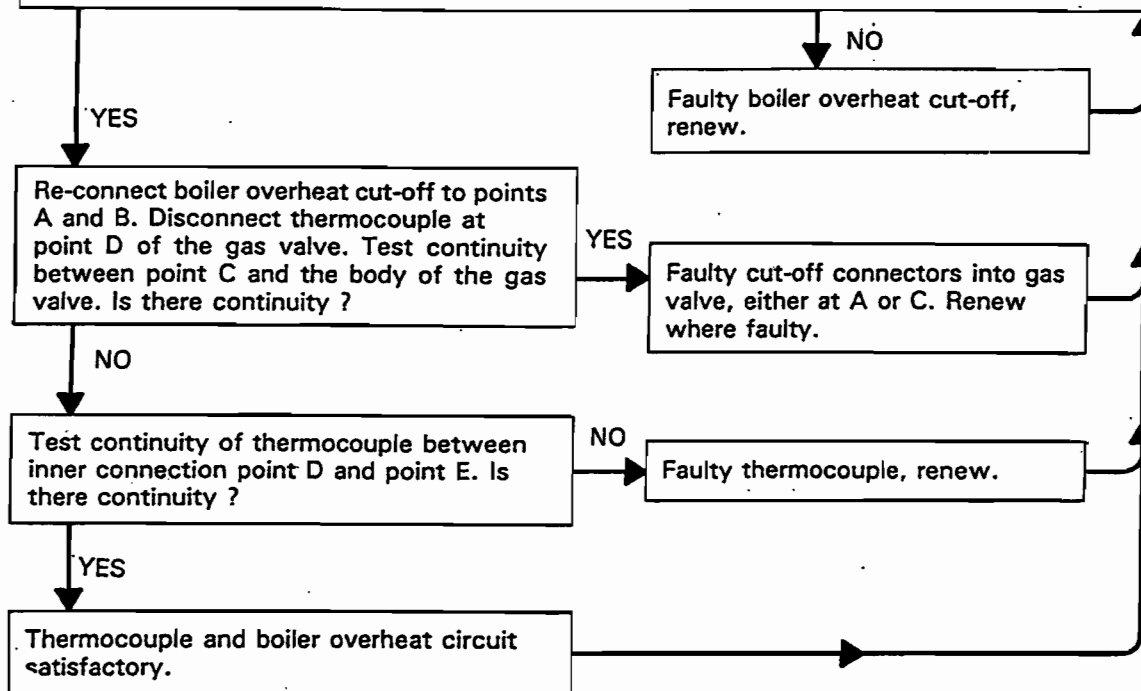 NO
Faulty boiler overheat cut-off,
renew.
YES
Re-connect boiler overheat cut-off to points
A and B. Disconnect thermocouple at
point D of the gas valve. Test continuity
between point C and the body of the gas
valve. Is there continuity ?
YES
Faulty cut-off connectors into gas
valve, either at A or C. Renew
where faulty.
NO
Test continuity of thermocouple between
inner connection point D and point E. Is
there continuity ?
NO
Faulty thermocouple, renew.
YES
Thermocouple and boiler overheat circuit
satisfactory.